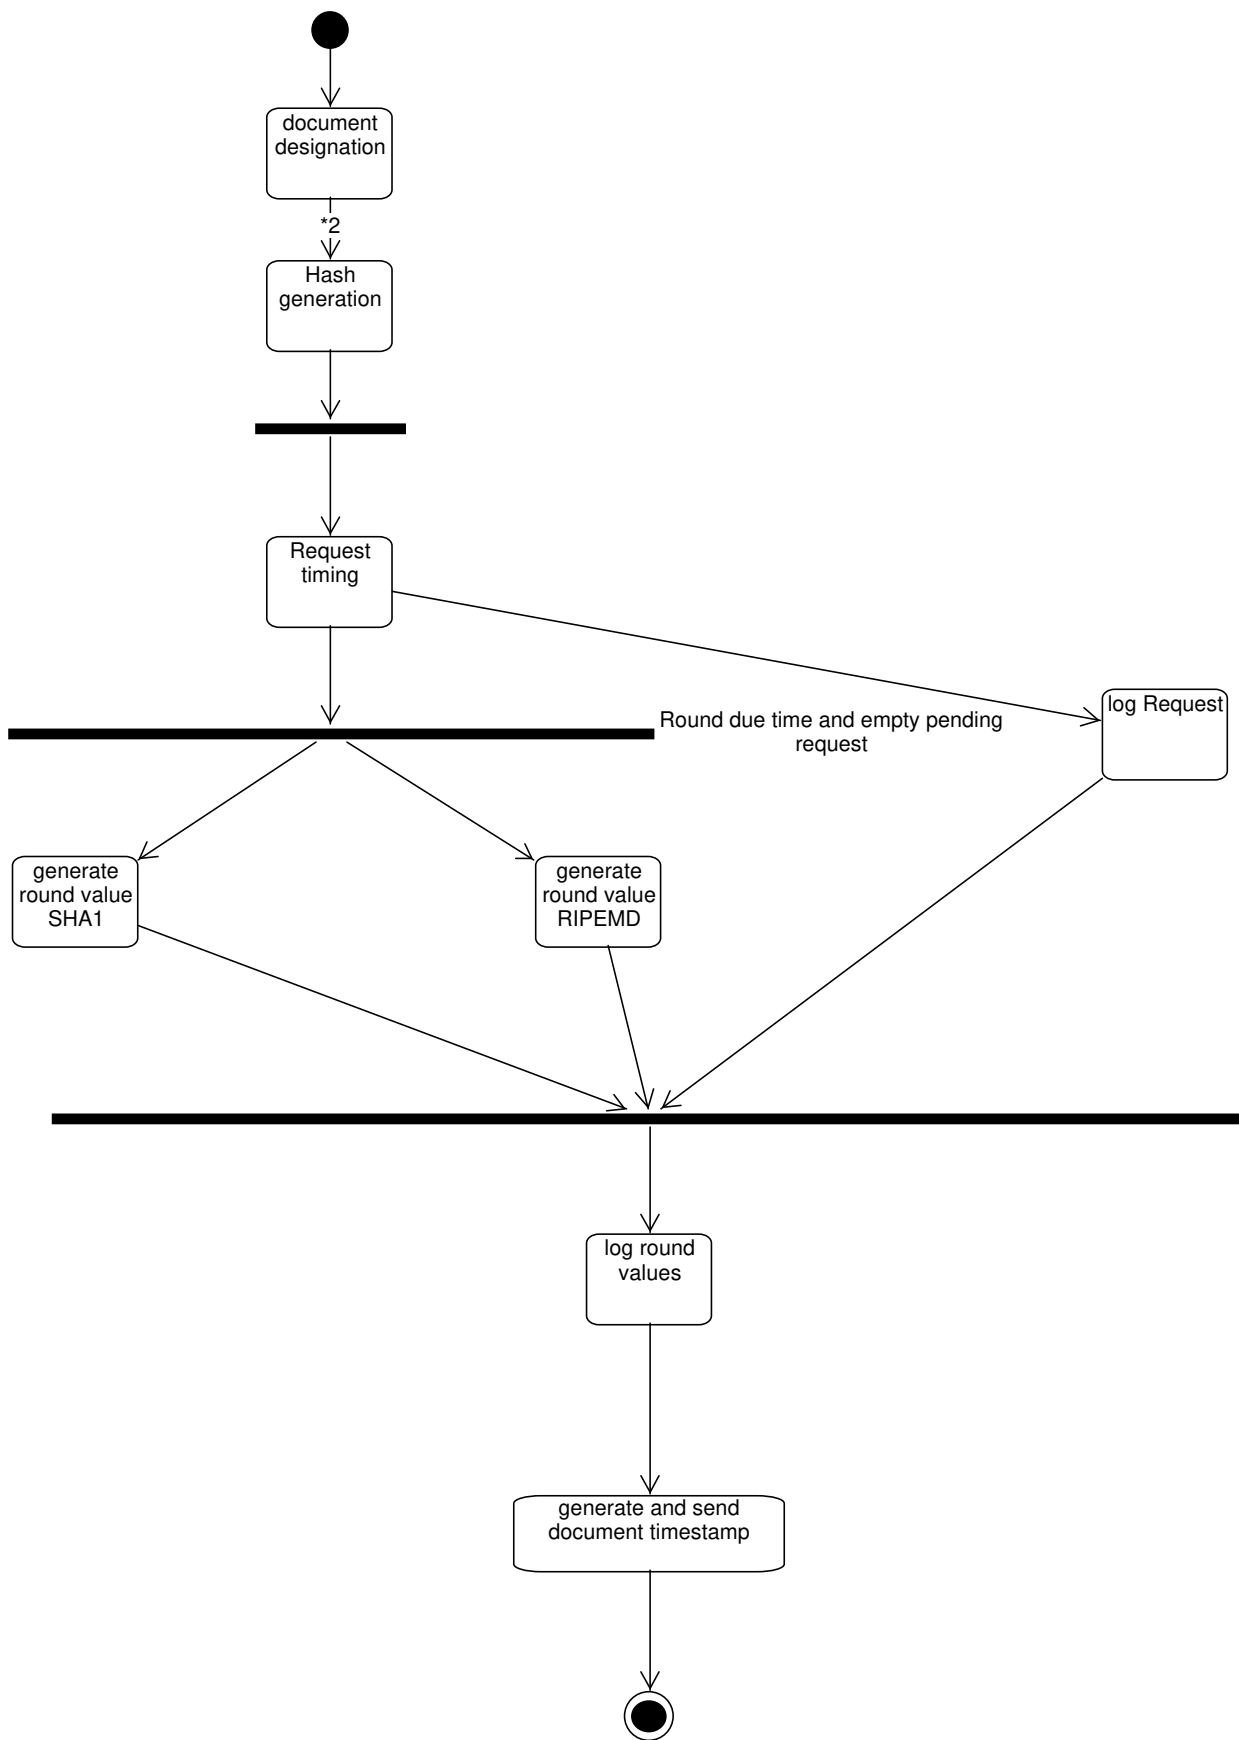 document
designation
*2
Hash
generation
Request
timing
log Request
Round due time and empty pending
request
generate
round value
SHA1
generate
round value
RIPEMD
log round
values
generate and send
document timestamp